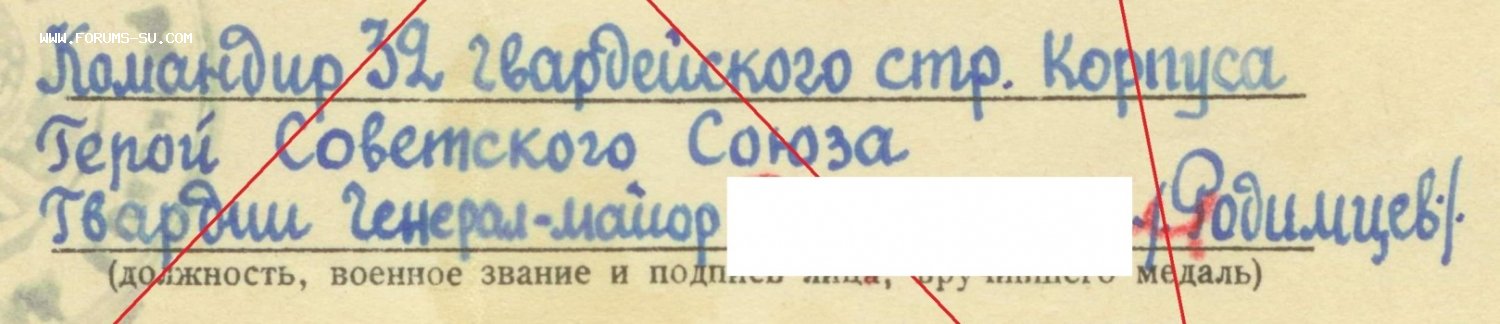 WWW.FORUMS-SU.COM
Командир 32 гвардейского стр. Корпуса
Герой Советского Союза
Гвардии Генерал-майор /Родимцев/.
(должность, военное звание и подпись лица, вручившего медаль)